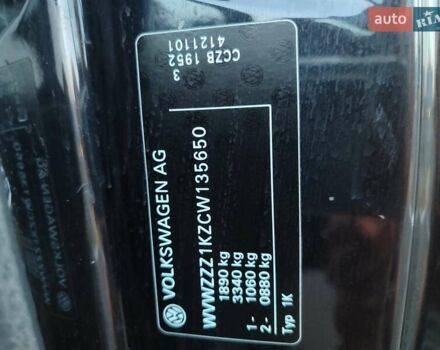 auto RIA
VOLKSWAGEN AG
WVWZZZ1KZCW135650
1890 kg
3340 kg
1 - 1060 kg
2 - 0880 kg
Typ 1K
3
CCZB 1952
4121101